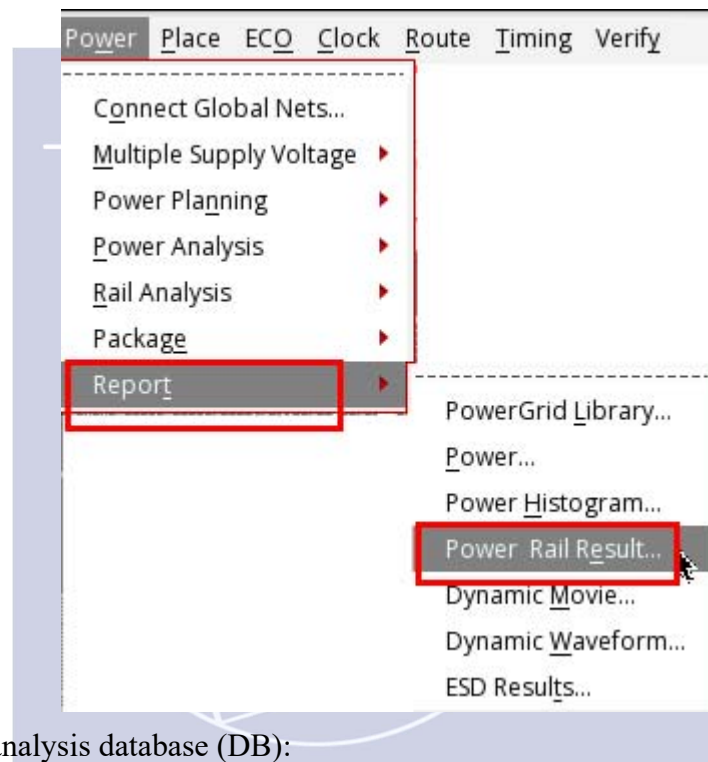 Power Place ECO Clock Route Timing Verify
Connect Global Nets...
Multiple Supply Voltage
Power Planning
Power Analysis
Rail Analysis
Package
Report
PowerGrid Library...
Power...
Power Histogram...
Power Rail Result...
Dynamic Movie...
Dynamic Waveform...
ESD Results...
analysis database (DB):